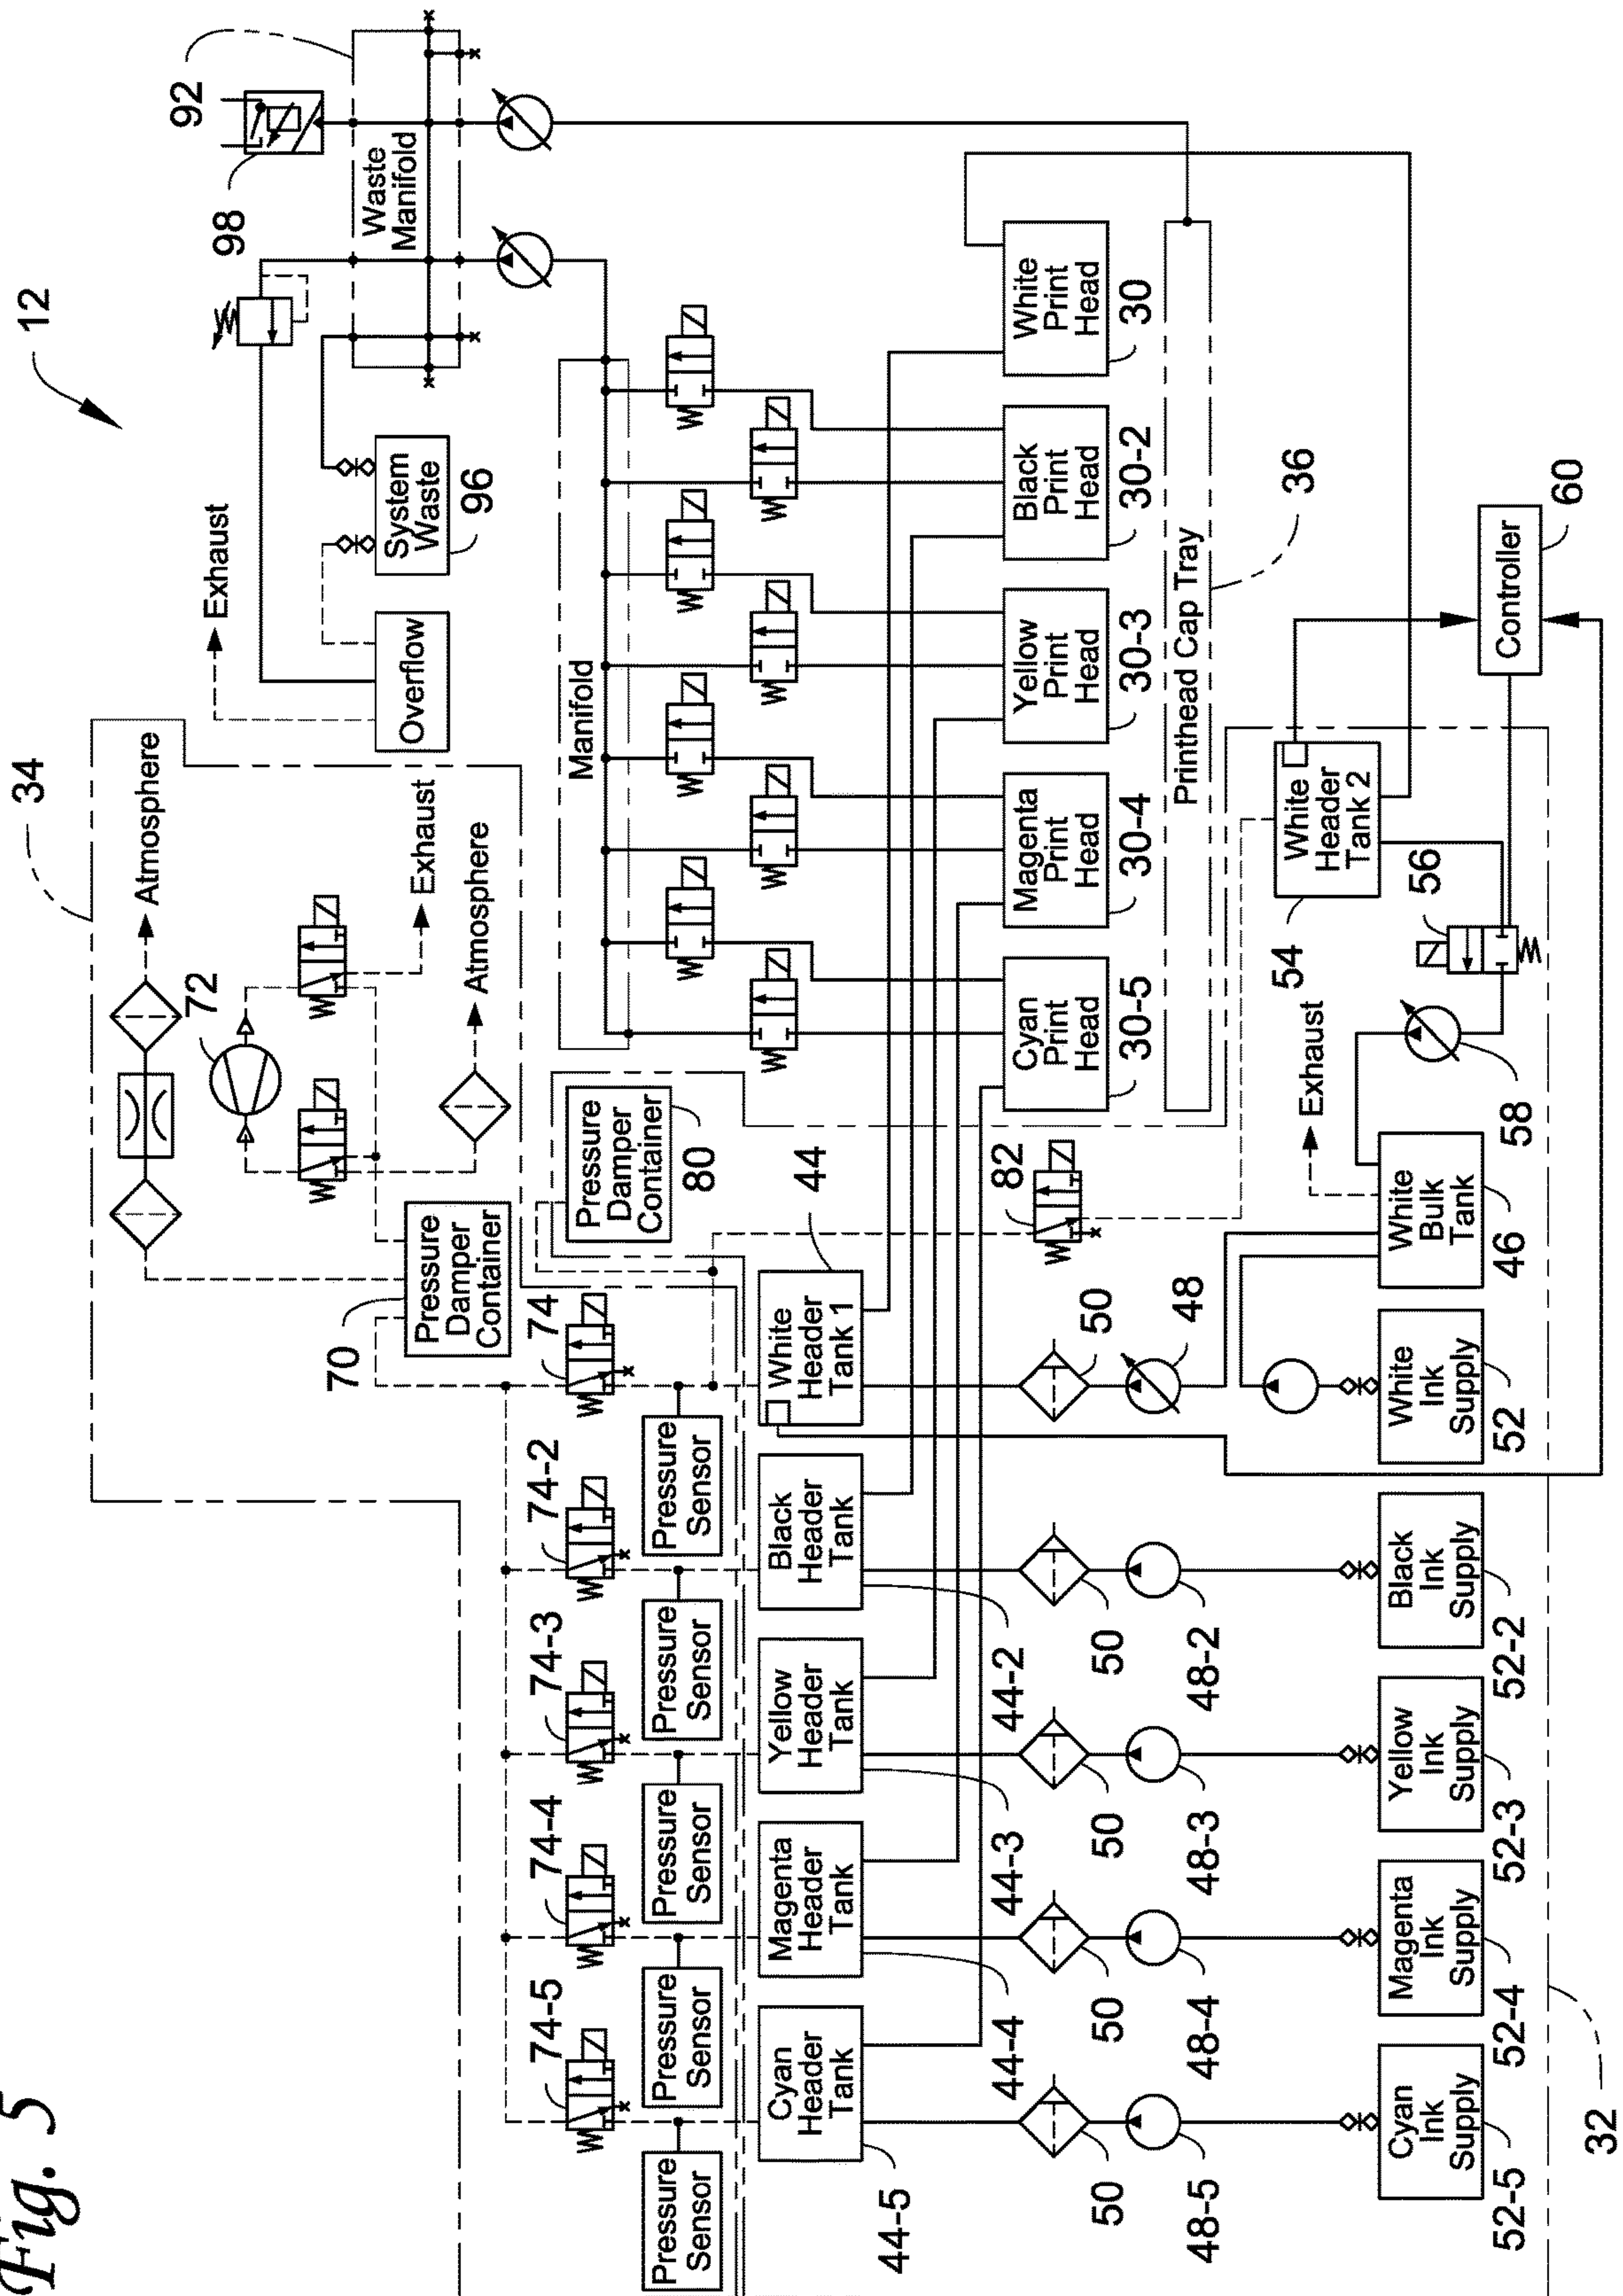 Fig. 5
12
34
92
98
Waste
Manifold
System
Waste
96
Exhaust
Overflow
Atmosphere
72
Exhaust
Atmosphere
Pressure
Damper
Container
70
Pressure
Damper
Container
80
Manifold
74-5
74-4
74-3
74-2
74
Pressure
Sensor
Pressure
Sensor
Pressure
Sensor
Pressure
Sensor
Pressure
Sensor
Cyan
Header
Tank
44-5
Magenta
Header
Tank
44-4
Yellow
Header
Tank
44-3
Black
Header
Tank
44-2
White
Header
Tank 1
44
82
Cyan
Print
Head
30-5
Magenta
Print
Head
30-4
Yellow
Print
Head
30-3
Black
Print
Head
30-2
White
Print
Head
30
Printhead Cap Tray
36
50
50
50
50
50
48-5
48-4
48-3
48-2
48
Cyan
Ink
Supply
52-5
Magenta
Ink
Supply
52-4
Yellow
Ink
Supply
52-3
Black
Ink
Supply
52-2
White
Ink
Supply
52
White
Bulk
Tank
46
Exhaust
58
56
White
Header
Tank 2
54
Controller
60
32